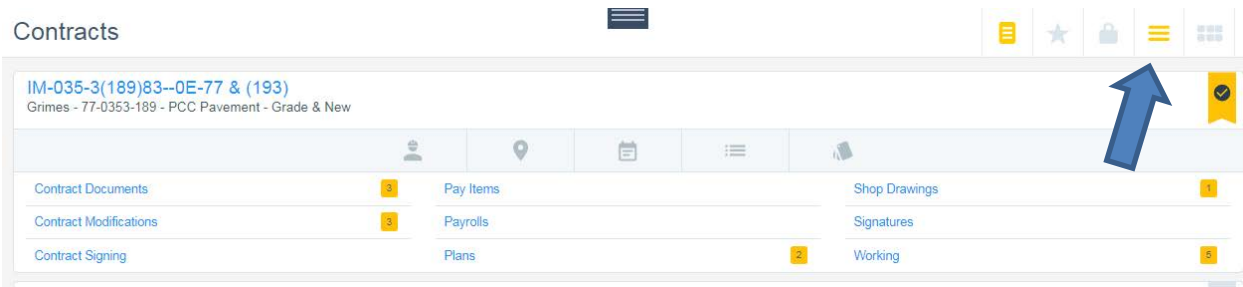 Contracts
IM-035-3(189)83--0E-77 & (193)
Grimes - 77-0353-189 - PCC Pavement - Grade & New
Contract Documents 3 Pay Items Shop Drawings 1
Contract Modifications 3 Payrolls Signatures
Contract Signing Plans 2 Working 5